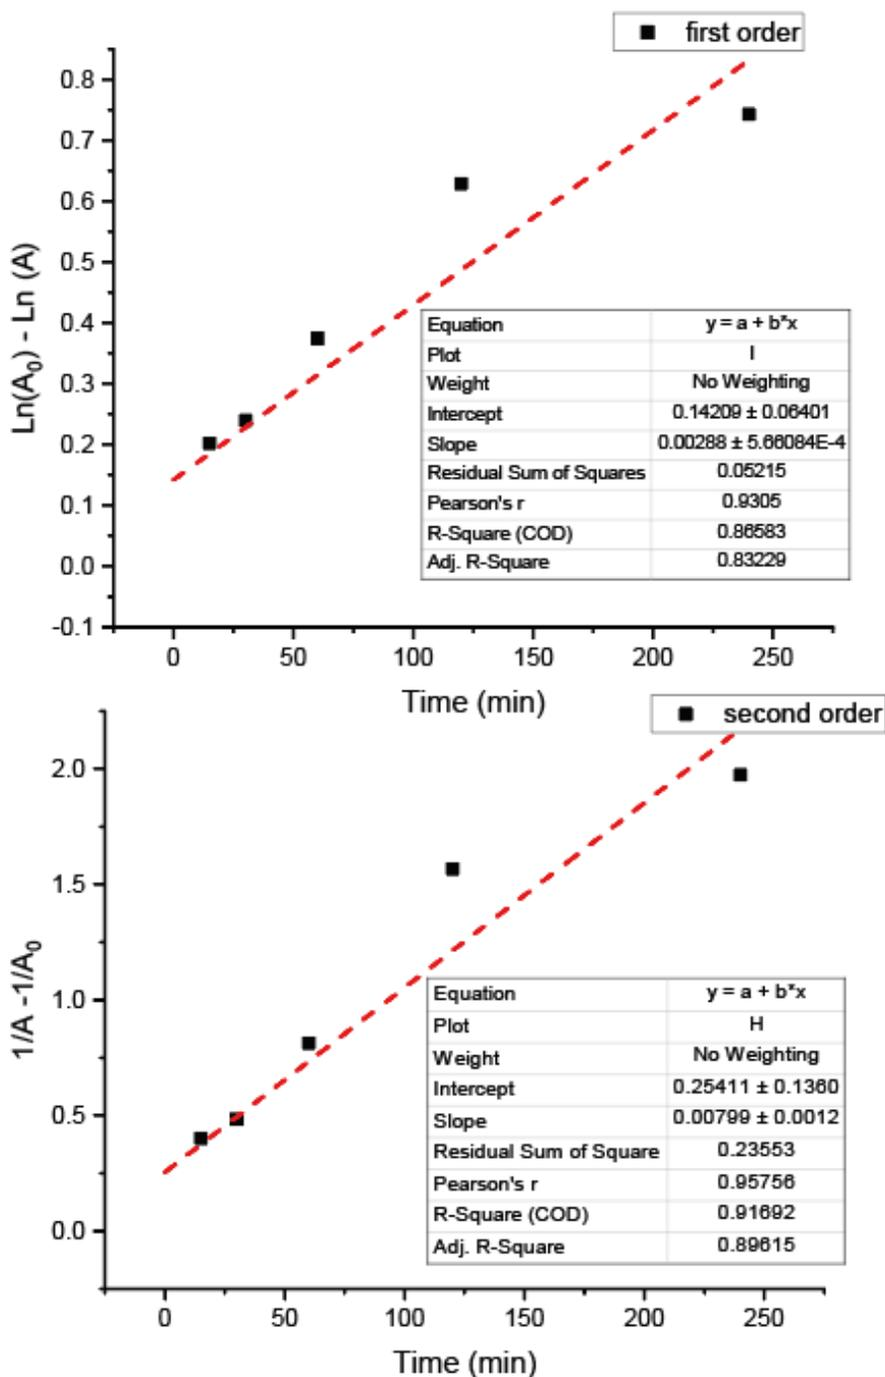 first order
0.8
0.7
0.6
0.5
0.4
0.3
0.2
0.1
0.0
-0.1
Ln(A₀) - Ln (A)
Equation y = a + b*x
Plot I
Weight No Weighting
Intercept 0.14209 ± 0.06401
Slope 0.00288 ± 5.66084E-4
Residual Sum of Squares 0.05215
Pearson's r 0.9305
R-Square (COD) 0.86583
Adj. R-Square 0.83229
0 50 100 150 200 250
Time (min)
second order
2.0
1.5
1.0
0.5
0.0
1/A -1/A₀
Equation y = a + b*x
Plot H
Weight No Weighting
Intercept 0.25411 ± 0.1360
Slope 0.00799 ± 0.0012
Residual Sum of Square 0.23553
Pearson's r 0.95756
R-Square (COD) 0.91692
Adj. R-Square 0.89615
0 50 100 150 200 250
Time (min)